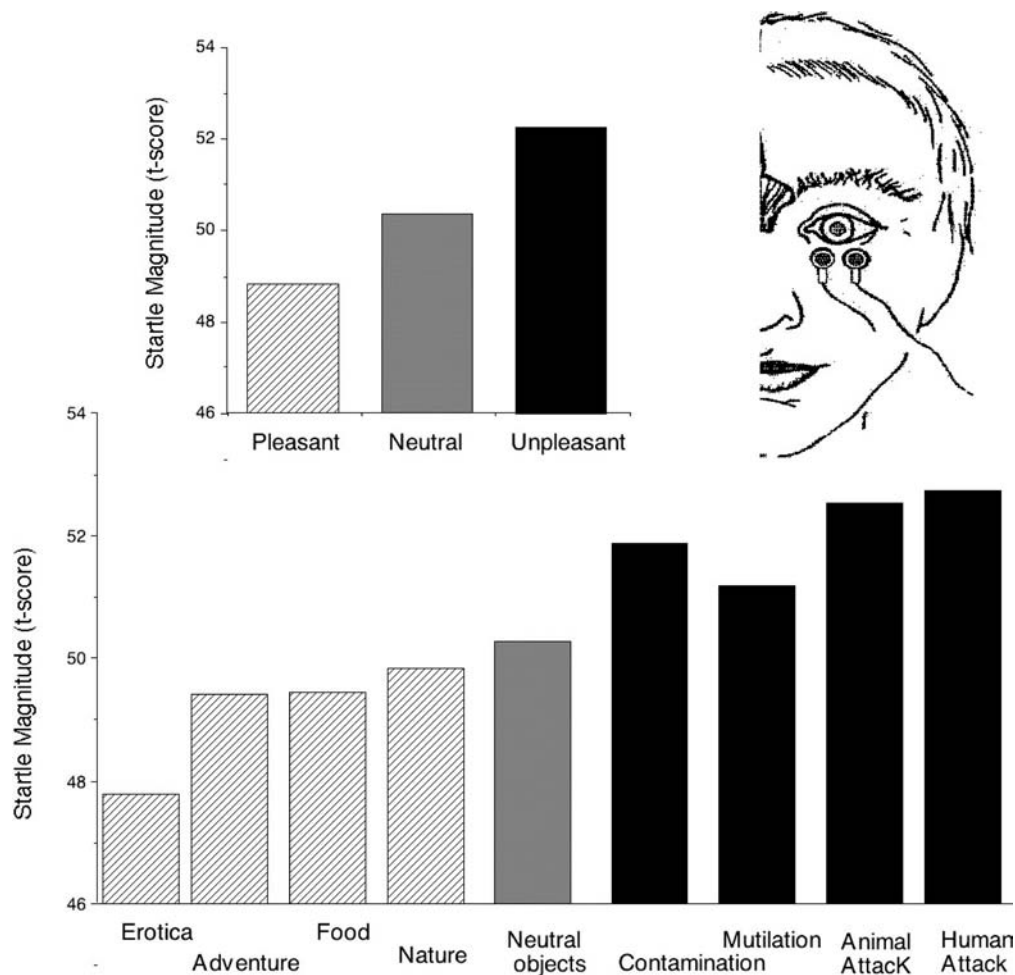 54
52
50
48
46
Startle Magnitude (t-score)
Pleasant Neutral Unpleasant
54
52
50
48
46
Startle Magnitude (t-score)
Erotica
Adventure
Food
Nature
Neutral
objects
Contamination
Mutilation
Animal
AttacK
Human
Attack